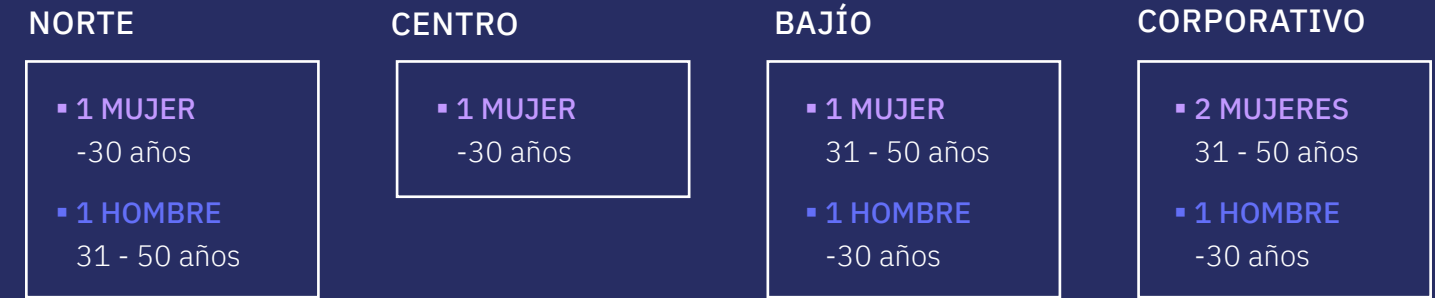 NORTE
▪ 1 MUJER
-30 años
▪ 1 HOMBRE
31 - 50 años
CENTRO
▪ 1 MUJER
-30 años
BAJÍO
▪ 1 MUJER
31 - 50 años
▪ 1 HOMBRE
-30 años
CORPORATIVO
▪ 2 MUJERES
31 - 50 años
▪ 1 HOMBRE
-30 años